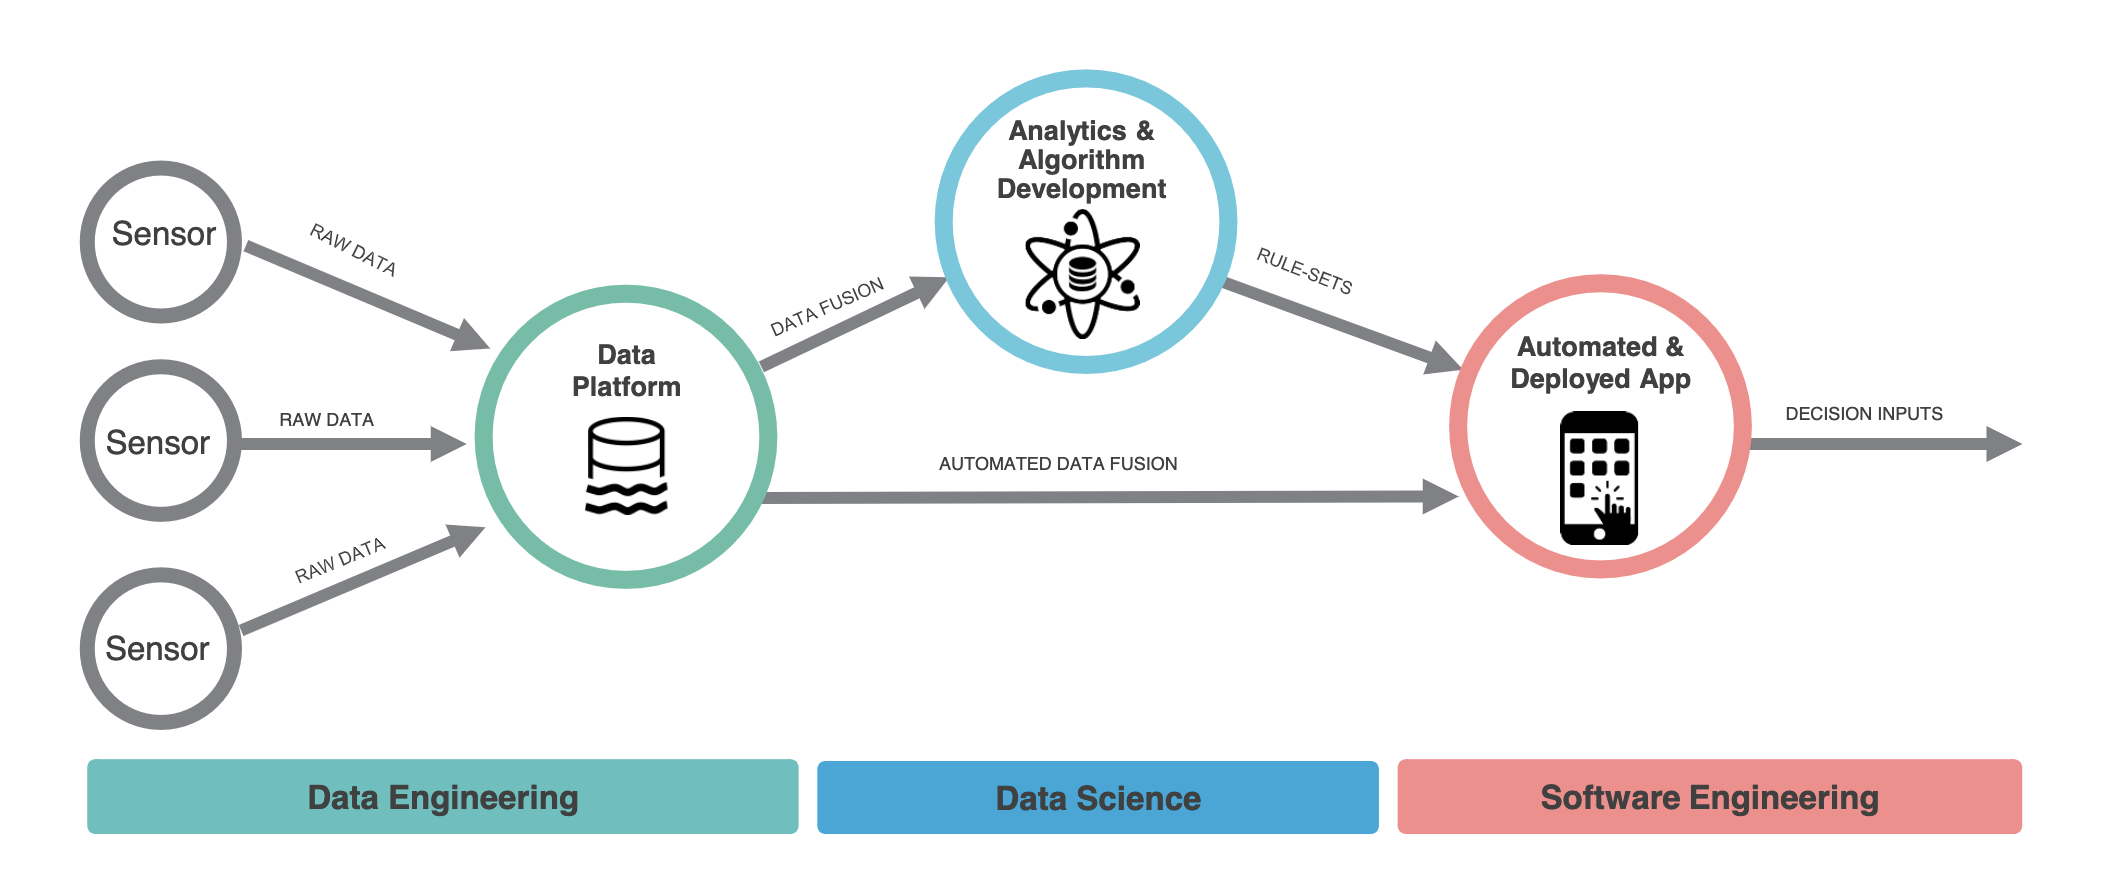 Sensor
RAW DATA
Sensor
RAW DATA
Sensor
RAW DATA
Data
Platform
DATA FUSION
Analytics &
Algorithm
Development
RULE-SETS
AUTOMATED DATA FUSION
Automated &
Deployed App
DECISION INPUTS
Data Engineering
Data Science
Software Engineering